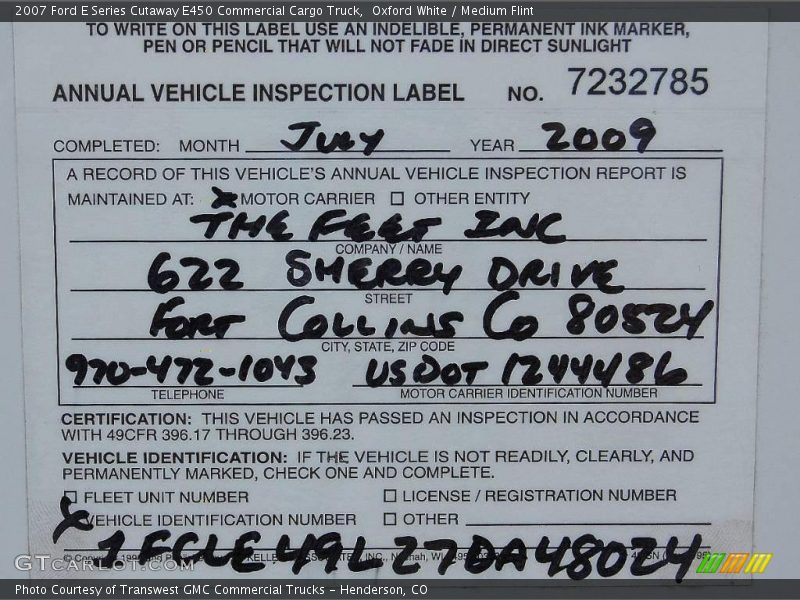 2007 Ford E Series Cutaway E450 Commercial Cargo Truck,  Oxford White / Medium Flint
TO WRITE ON THIS LABEL USE AN INDELIBLE, PERMANENT INK MARKER,
PEN OR PENCIL THAT WILL NOT FADE IN DIRECT SUNLIGHT
ANNUAL VEHICLE INSPECTION LABEL NO. 7232785
COMPLETED: MONTH JULY YEAR 2009
A RECORD OF THIS VEHICLE'S ANNUAL VEHICLE INSPECTION REPORT IS
MAINTAINED AT: X MOTOR CARRIER ☐ OTHER ENTITY
THE FEET INC
COMPANY / NAME
622 SHERRY DRIVE
STREET
FORT COLLINS CO 80524
CITY, STATE, ZIP CODE
970-472-1043 USDOT 1244486
TELEPHONE MOTOR CARRIER IDENTIFICATION NUMBER
CERTIFICATION: THIS VEHICLE HAS PASSED AN INSPECTION IN ACCORDANCE
WITH 49CFR 396.17 THROUGH 396.23.
VEHICLE IDENTIFICATION: IF THE VEHICLE IS NOT READILY, CLEARLY, AND
PERMANENTLY MARKED, CHECK ONE AND COMPLETE.
☐ FLEET UNIT NUMBER ☐ LICENSE / REGISTRATION NUMBER
X VEHICLE IDENTIFICATION NUMBER ☐ OTHER
1FCLE49L27DA48024
© Copyright
GTCARLOT.COM
Photo Courtesy of Transwest GMC Commercial Trucks - Henderson, CO